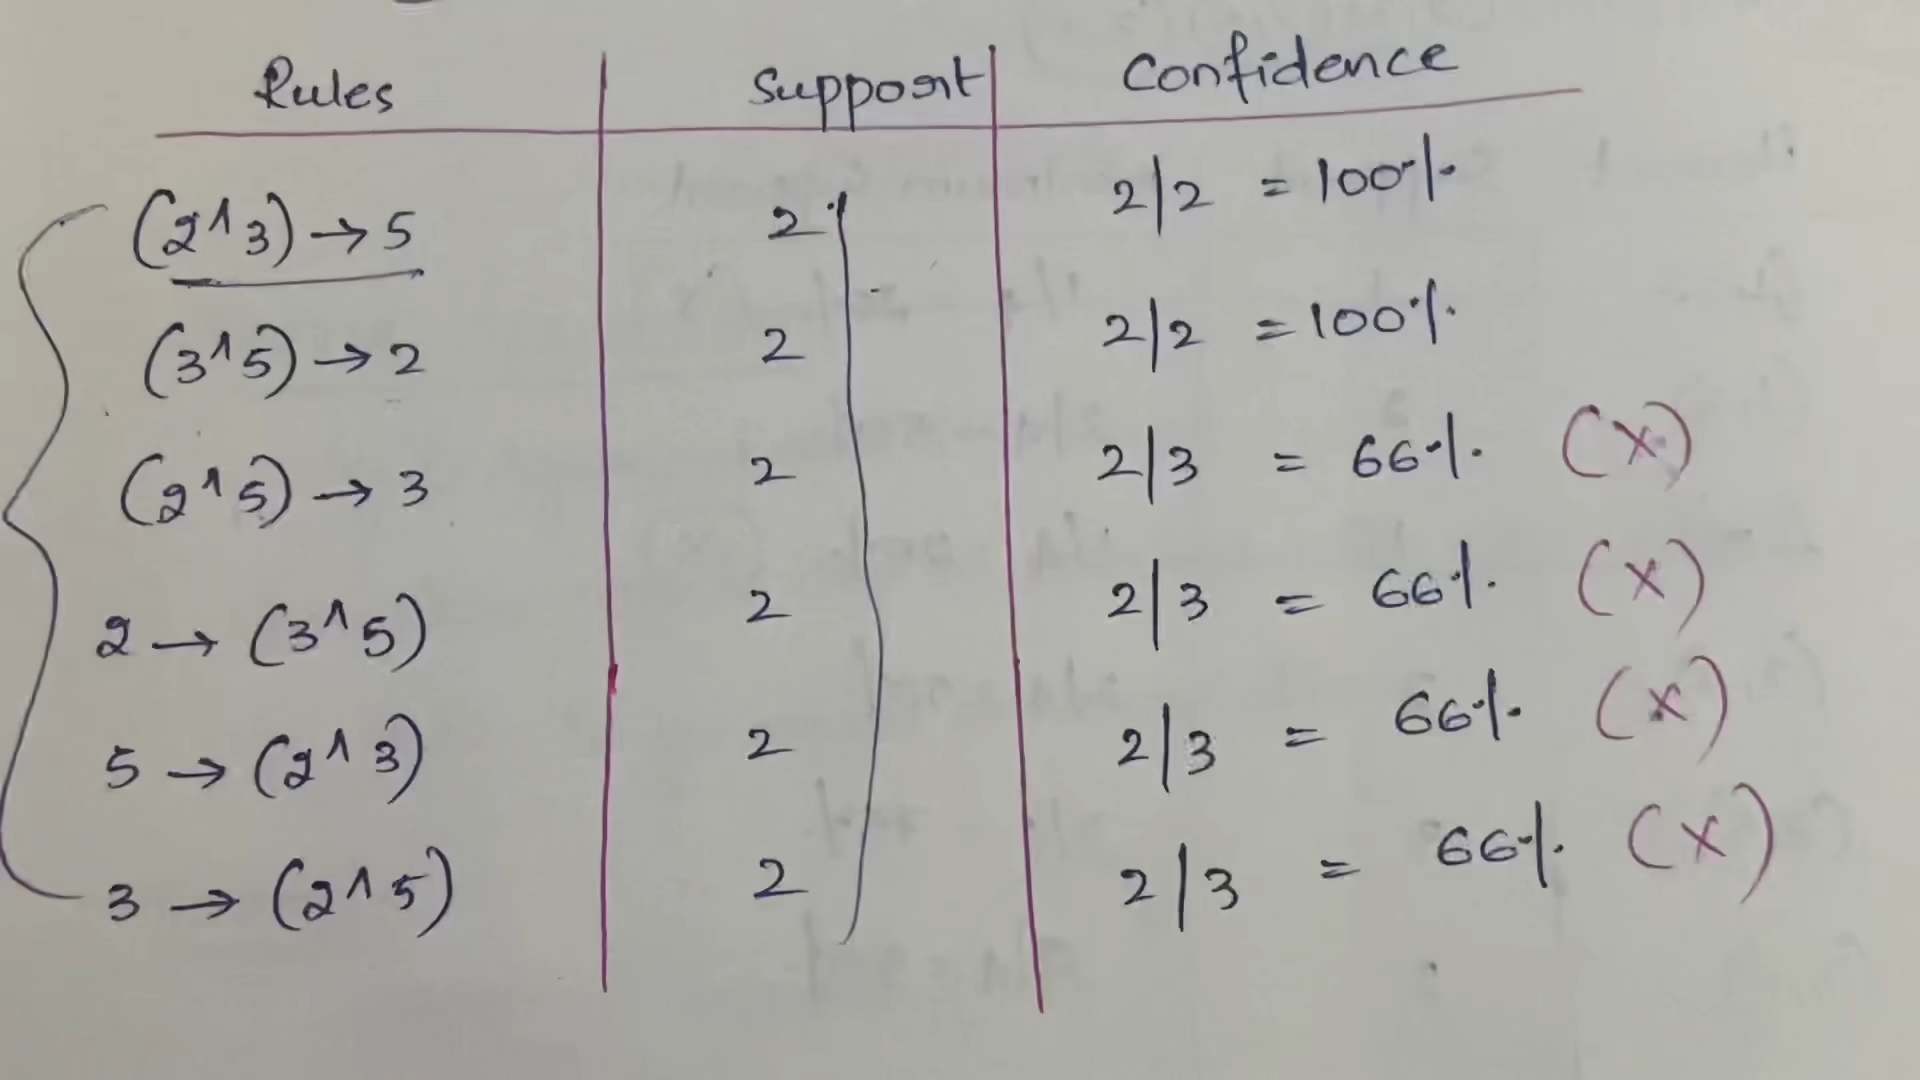 Rules Support Confidence
(2^3) → 5 2 2/2 = 100%
(3^5) → 2 2 2/2 = 100%
(2^5) → 3 2 2/3 = 66% (x)
2 → (3^5) 2 2/3 = 66% (x)
5 → (2^3) 2 2/3 = 66% (x)
3 → (2^5) 2 2/3 = 66% (x)